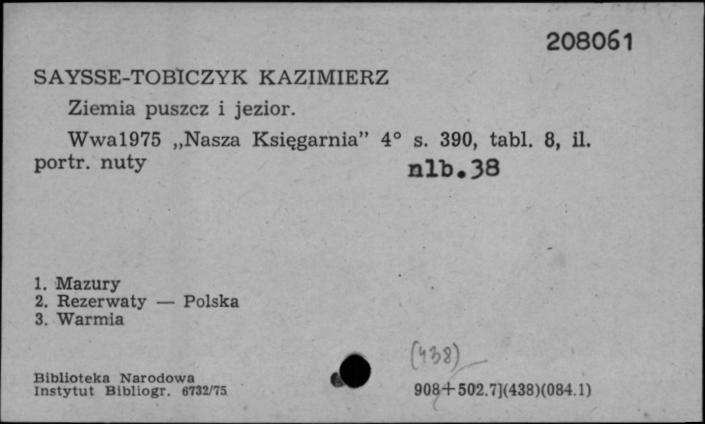 208061
SAYSSE-TOBICZYK KAZIMIERZ
Ziemia puszcz i jezior.
Wwa1975 „Nasza Księgarnia” 4° s. 390, tabl. 8, il.
portr. nuty
nlb.38
1. Mazury
2. Rezerwaty — Polska
3. Warmia
(438)
Biblioteka Narodowa
Instytut Bibliogr. 6732/75
908+502.7](438)(084.1)